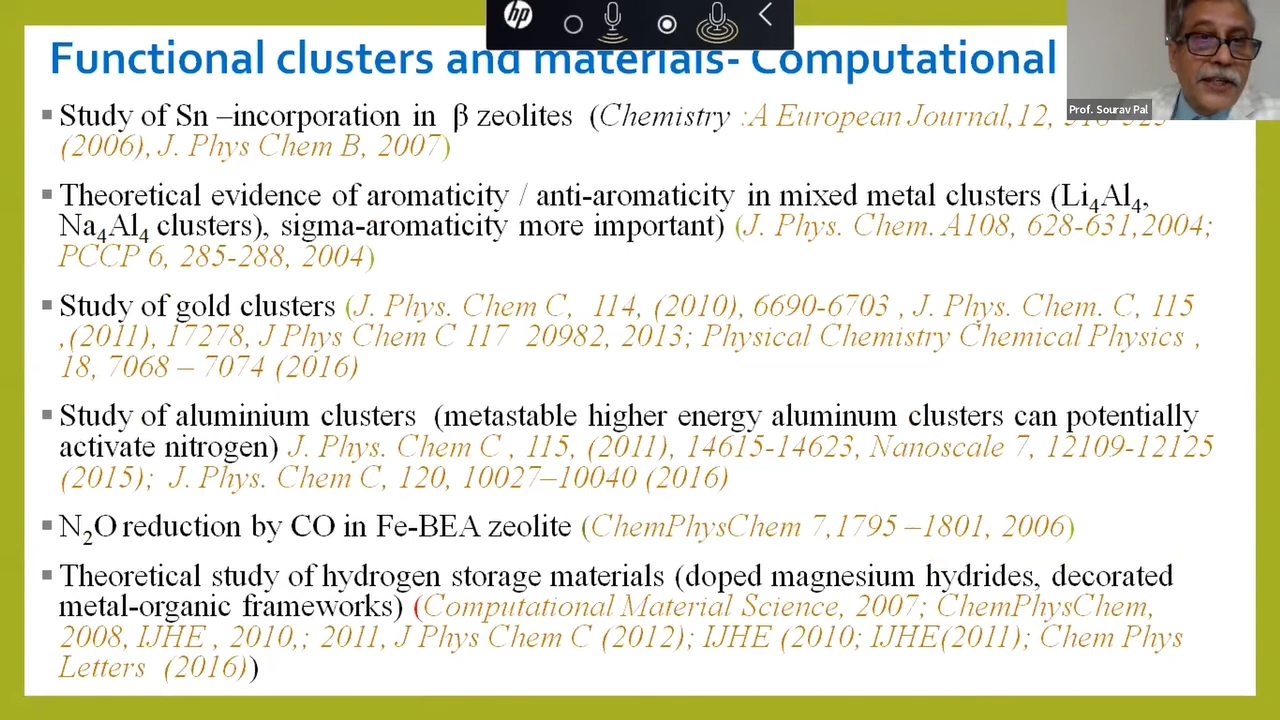 hp
Functional clusters and materials- Computational
Prof. Sourav Pal
▪ Study of Sn –incorporation in β zeolites (Chemistry :A European Journal,12,
(2006), J. Phys Chem B, 2007)
▪ Theoretical evidence of aromaticity / anti-aromaticity in mixed metal clusters (Li₄Al₄,
Na₄Al₄ clusters), sigma-aromaticity more important) (J. Phys. Chem. A108, 628-631,2004;
PCCP 6, 285-288, 2004)
▪ Study of gold clusters (J. Phys. Chem C, 114, (2010), 6690-6703 , J. Phys. Chem. C, 115
,(2011), 17278, J Phys Chem C 117 20982, 2013; Physical Chemistry Chemical Physics ,
18, 7068 – 7074 (2016)
▪ Study of aluminium clusters (metastable higher energy aluminum clusters can potentially
activate nitrogen) J. Phys. Chem C , 115, (2011), 14615-14623, Nanoscale 7, 12109-12125
(2015); J. Phys. Chem C, 120, 10027–10040 (2016)
▪ N₂O reduction by CO in Fe-BEA zeolite (ChemPhysChem 7,1795 –1801, 2006)
▪ Theoretical study of hydrogen storage materials (doped magnesium hydrides, decorated
metal-organic frameworks) (Computational Material Science, 2007; ChemPhysChem,
2008, IJHE , 2010,; 2011, J Phys Chem C (2012); IJHE (2010; IJHE(2011); Chem Phys
Letters (2016))